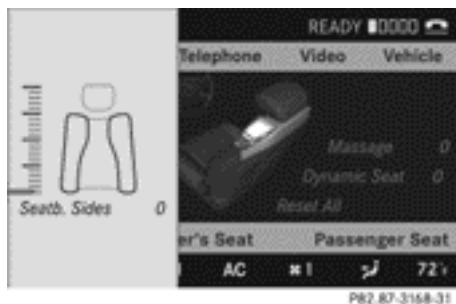 READY
Telephone Video Vehicle
Massage 0
Dynamic Seat 0
Seatb. Sides 0
Reset All
er's Seat Passenger Seat
AC 1 72°F
P82.87-3168-31